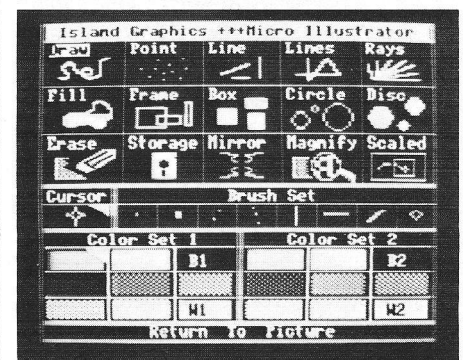 Island Graphics +++Micro Illustrator
Draw Point Line Lines Rays
Fill Frame Box Circle Disc
Erase Storage Mirror Magnify Scaled
Cursor Brush Set
Color Set 1 Color Set 2
B1 B2
W1 W2
Return To Picture